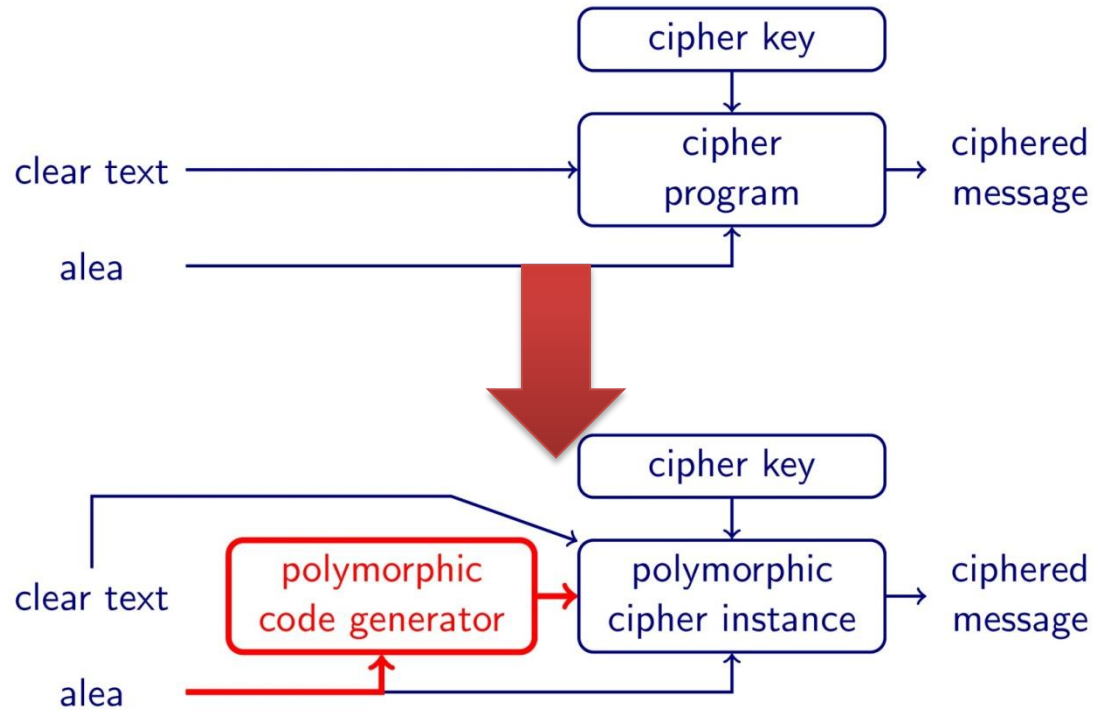 cipher key
clear text
cipher
program
ciphered
message
alea
cipher key
clear text
polymorphic
code generator
polymorphic
cipher instance
ciphered
message
alea